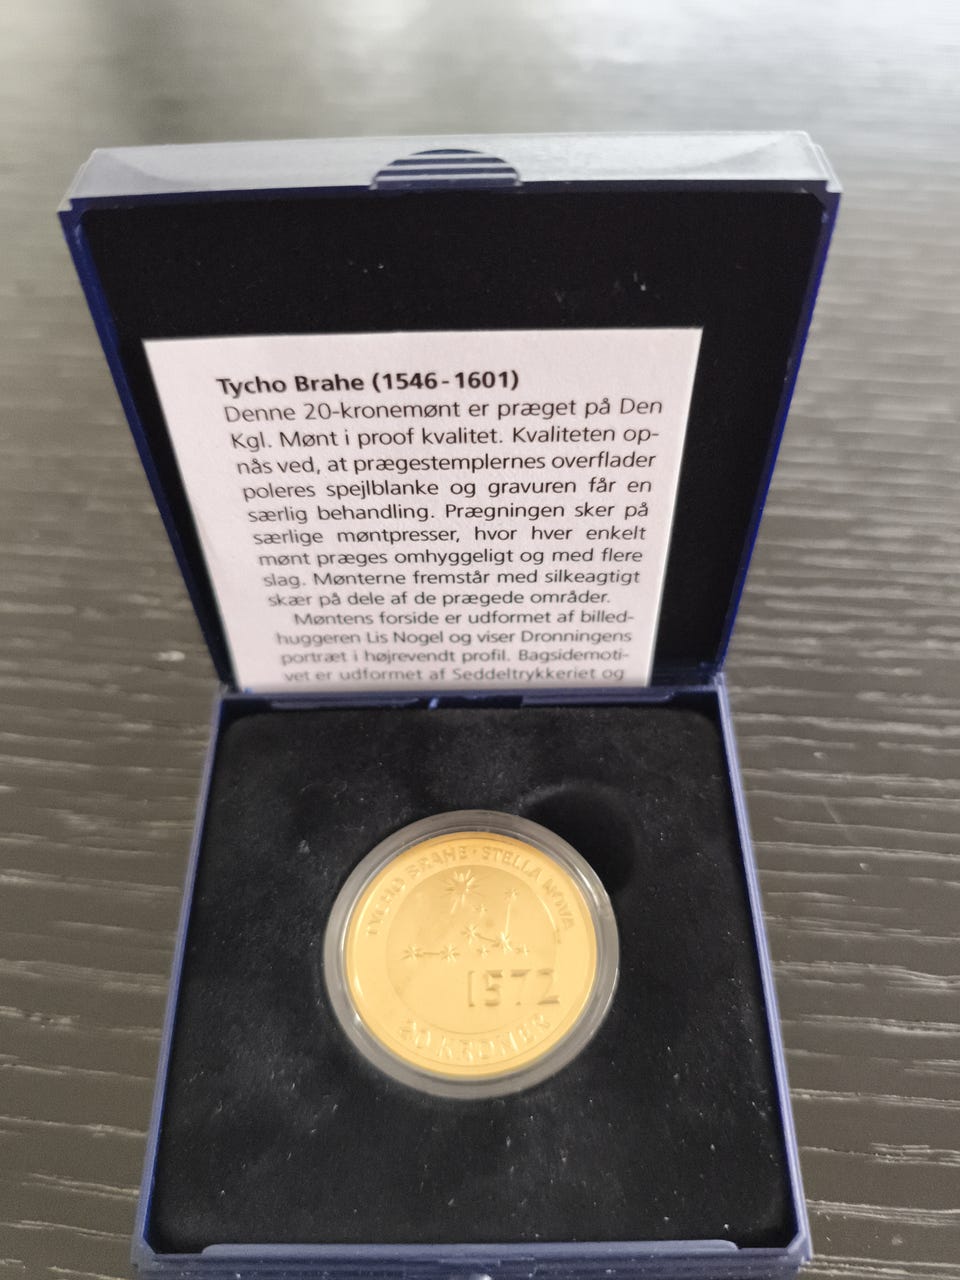 Tycho Brahe (1546-1601)
Denne 20-kronemønt er præget på Den
Kgl. Mønt i proof kvalitet. Kvaliteten op-
nås ved, at prægestemplernes overflader
poleres spejlblanke og gravuren får en
særlig behandling. Prægningen sker på
særlige møntpresser, hvor hver enkelt
mønt præges omhyggeligt og med flere
slag. Mønterne fremstår med silkeagtigt
skær på dele af de prægede områder.
Møntens forside er udformet af billed-
huggeren Lis Nogel og viser Dronningens
portræt i højrevendt profil. Bagsidemoti-
vet er udformet af Seddeltrykkeriet og
TYCHO BRAHE · STELLA NOVA
1572
20 KRONER